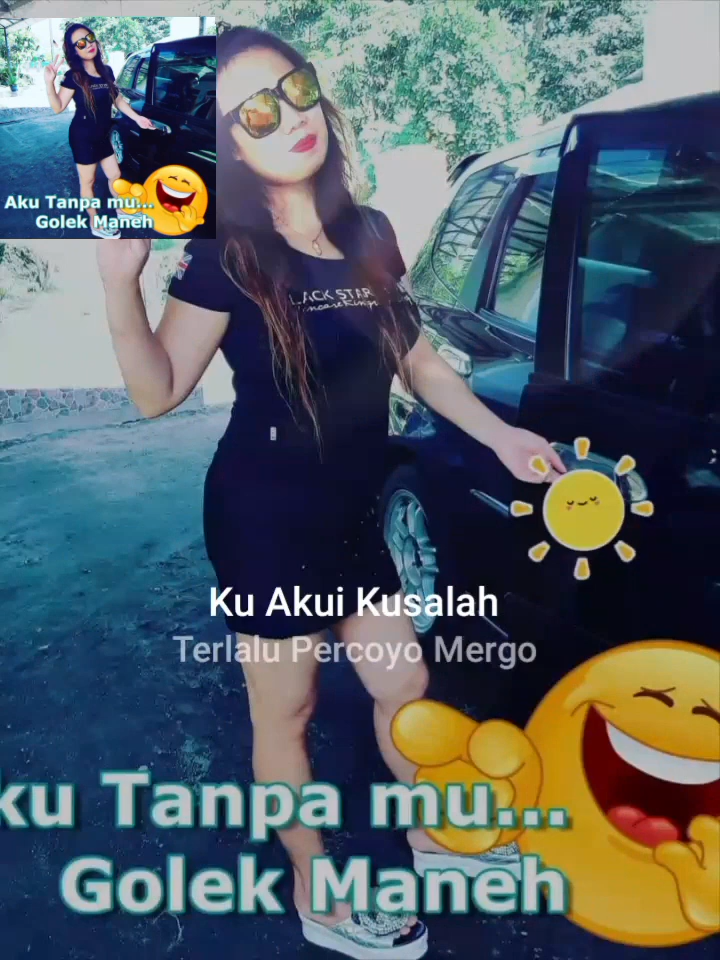 Aku Tanpa mu...
Golek Maneh
Ku Akui Kusalah
Terlalu Percoyo Mergo
ku Tanpa mu...
Golek Maneh